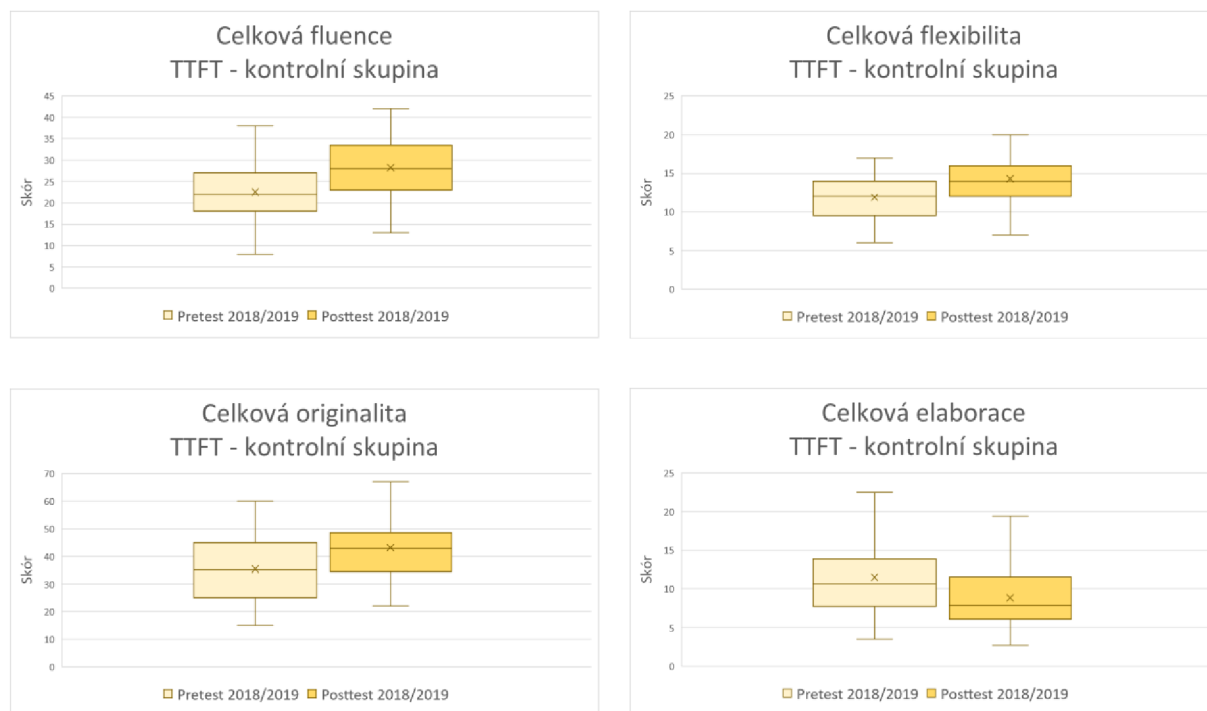 Celková fluence
TTFT - kontrolní skupina
45
40
35
30
25
20
15
10
5
0
Skór
Pretest 2018/2019 Posttest 2018/2019
Celková flexibilita
TTFT - kontrolní skupina
25
20
15
10
5
0
Skór
Pretest 2018/2019 Posttest 2018/2019
Celková originalita
TTFT - kontrolní skupina
70
60
50
40
30
20
10
0
Skór
Pretest 2018/2019 Posttest 2018/2019
Celková elaborace
TTFT - kontrolní skupina
25
20
15
10
5
0
Skór
Pretest 2018/2019 Posttest 2018/2019